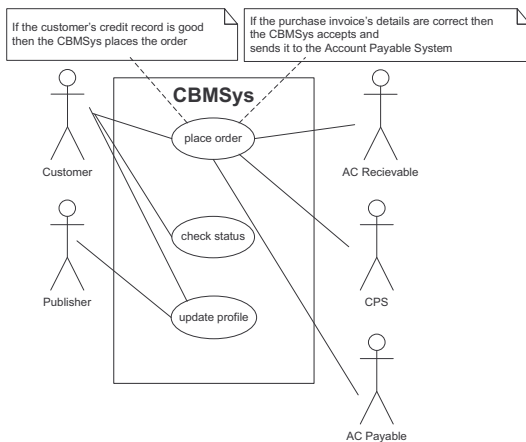 If the customer's credit record is good
then the CBMSys places the order
If the purchase invoice's details are correct then
the CBMSys accepts and
sends it to the Account Payable System
CBMSys
place order
Customer
AC Recievable
check status
Publisher
CPS
update profile
AC Payable